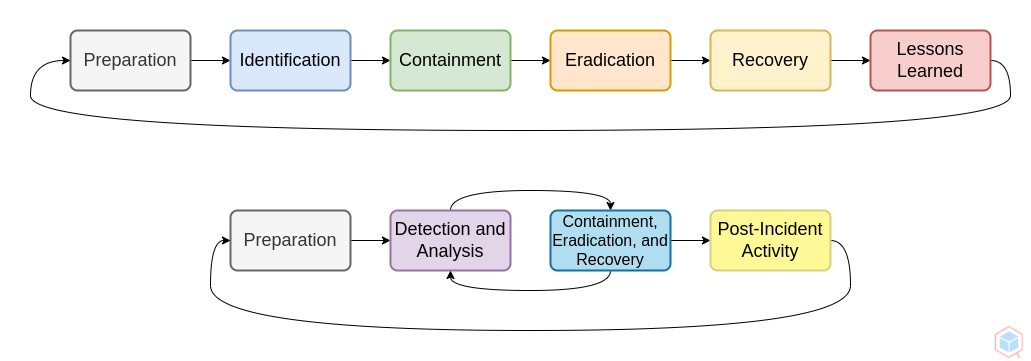 Preparation
Identification
Containment
Eradication
Recovery
Lessons
Learned
Preparation
Detection and
Analysis
Containment,
Eradication, and
Recovery
Post-Incident
Activity